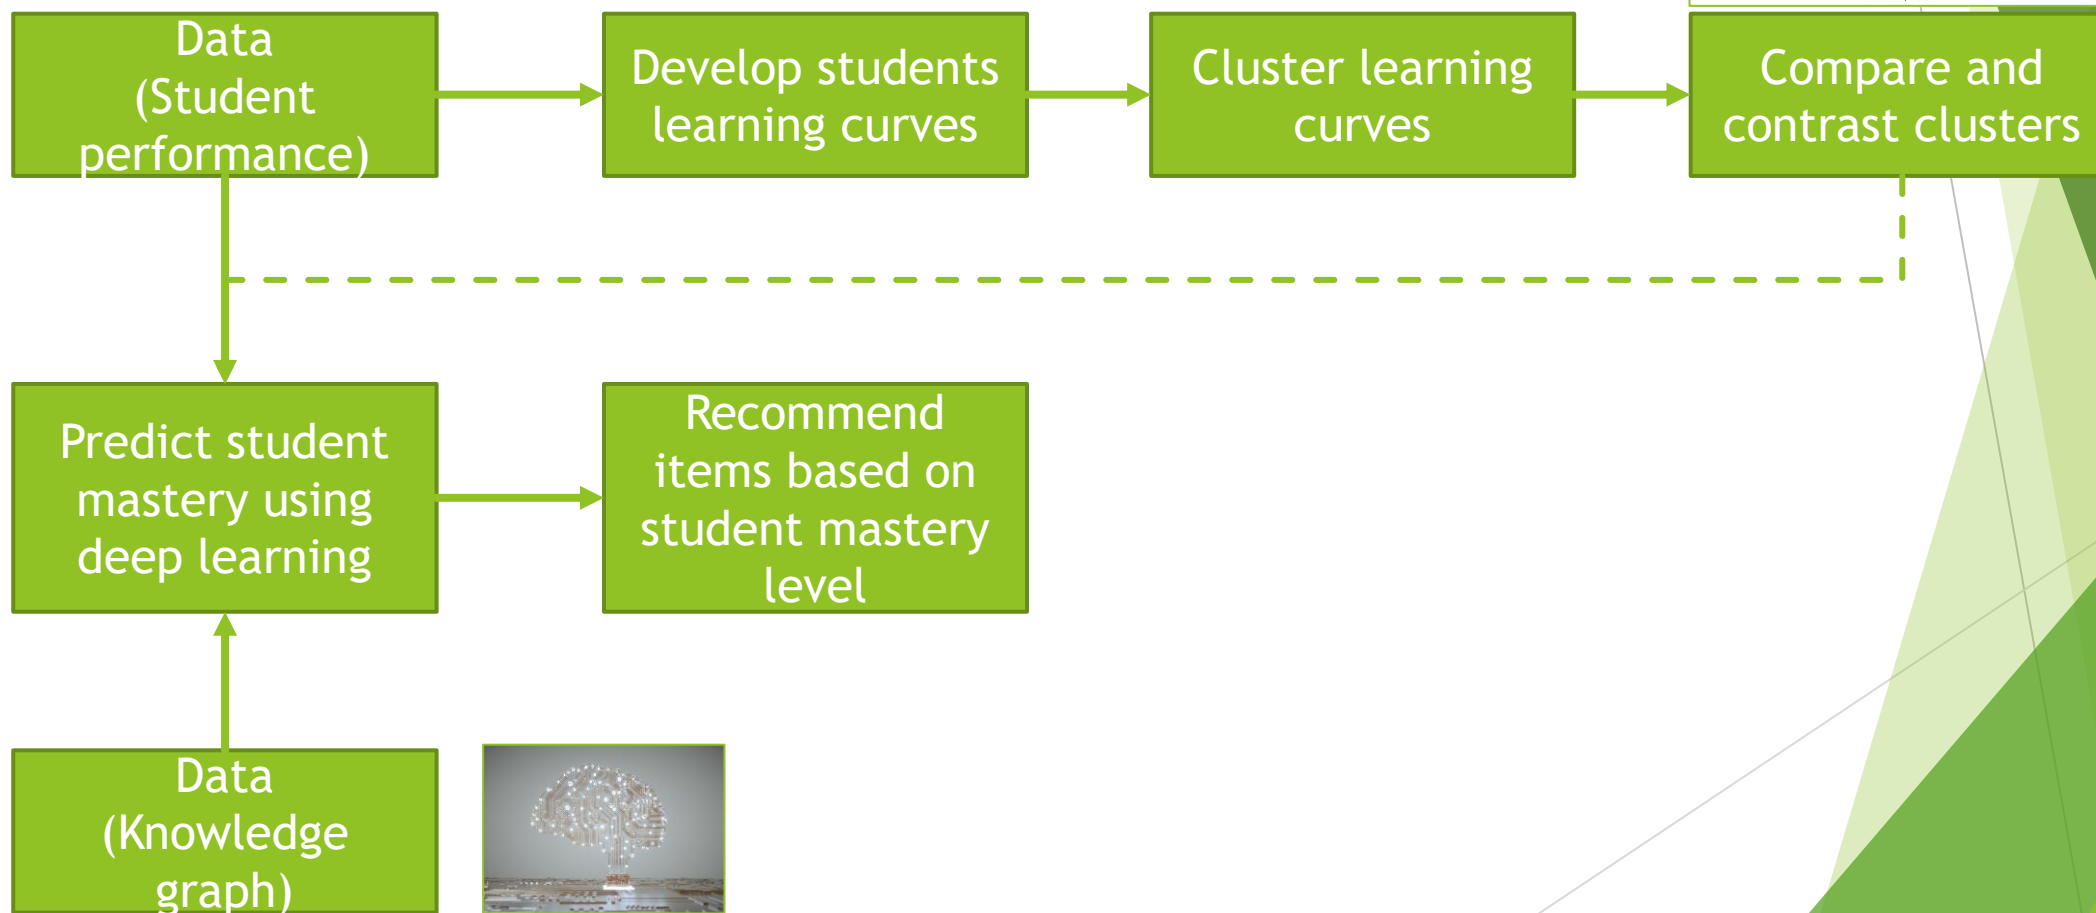 Data
(Student
performance)
Develop students
learning curves
Cluster learning
curves
Compare and
contrast clusters
Predict student
mastery using
deep learning
Recommend
items based on
student mastery
level
Data
(Knowledge
graph)